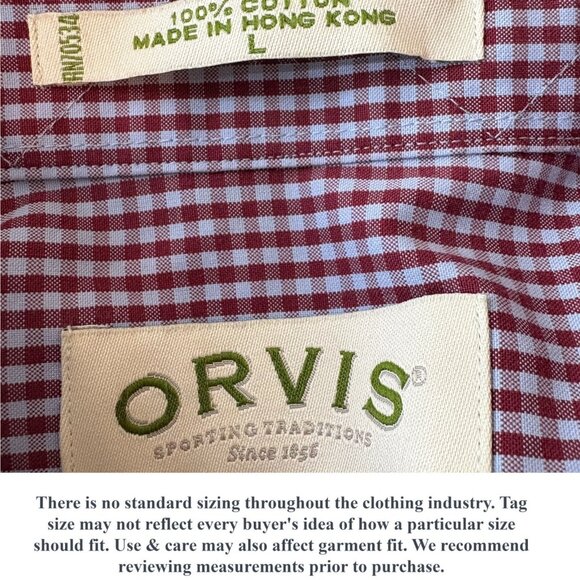 100% COTTON
MADE IN HONG KONG
L
RN70534
ORVIS®
SPORTING TRADITIONS
Since 1856
There is no standard sizing throughout the clothing industry. Tag
size may not reflect every buyer's idea of how a particular size
should fit. Use & care may also affect garment fit. We recommend
reviewing measurements prior to purchase.